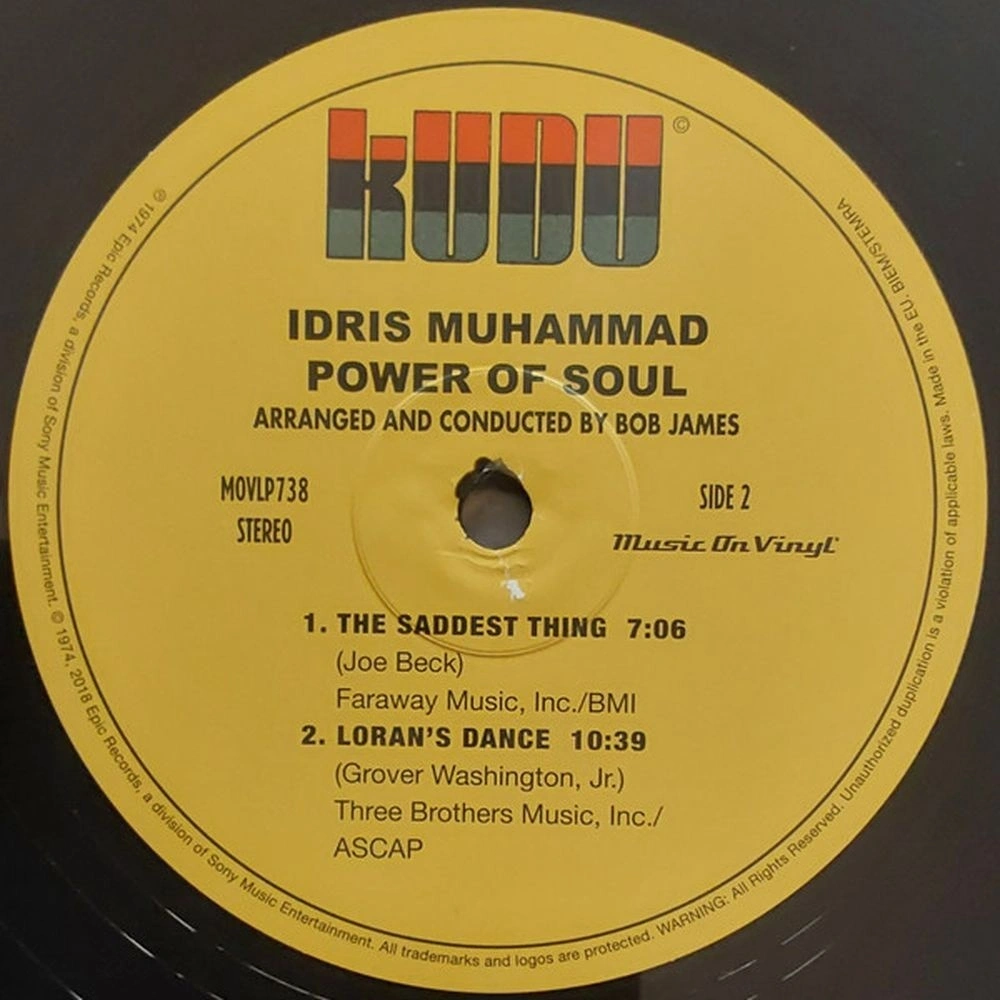 KUDU ©
IDRIS MUHAMMAD
POWER OF SOUL
ARRANGED AND CONDUCTED BY BOB JAMES
MOVLP738
STEREO
SIDE 2
Music On Vinyl
1. THE SADDEST THING 7:06
(Joe Beck)
Faraway Music, Inc./BMI
2. LORAN'S DANCE 10:39
(Grover Washington, Jr.)
Three Brothers Music, Inc./
ASCAP
℗ 1974 Epic Records, a division of Sony Music Entertainment. © 1974, 2018 Epic Records, a division of Sony Music Entertainment. All trademarks and logos are protected. WARNING: All Rights Reserved. Unauthorized duplication is a violation of applicable laws. Made in the EU. BIEM/STEMRA